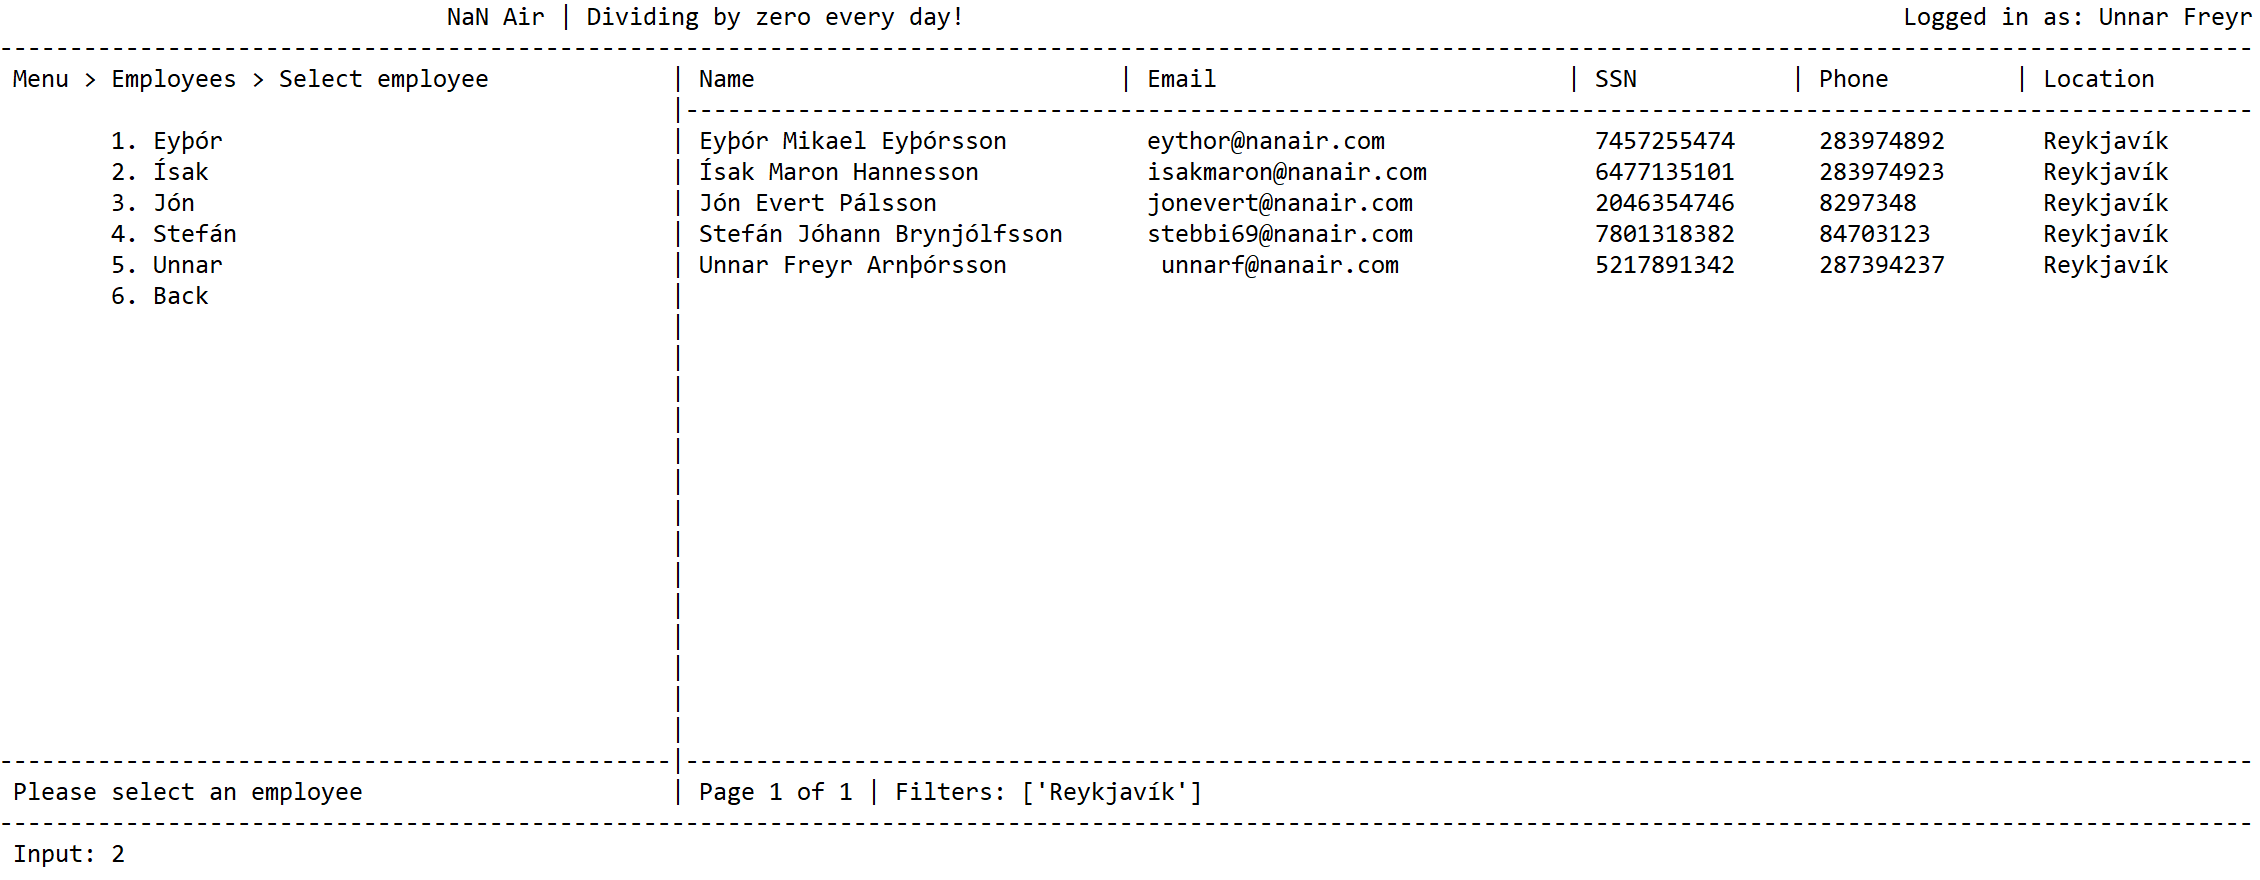 NaN Air | Dividing by zero every day! Logged in as: Unnar Freyr
Menu > Employees > Select employee | Name | Email | SSN | Phone | Location
1. Eyþór | Eyþór Mikael Eyþórsson eythor@nanair.com 7457255474 283974892 Reykjavík
2. Ísak | Ísak Maron Hannesson isakmaron@nanair.com 6477135101 283974923 Reykjavík
3. Jón | Jón Evert Pálsson jonevert@nanair.com 2046354746 8297348 Reykjavík
4. Stefán | Stefán Jóhann Brynjólfsson stebbi69@nanair.com 7801318382 84703123 Reykjavík
5. Unnar | Unnar Freyr Arnþórsson unnarf@nanair.com 5217891342 287394237 Reykjavík
6. Back |
Please select an employee | Page 1 of 1 | Filters: ['Reykjavík']
Input: 2